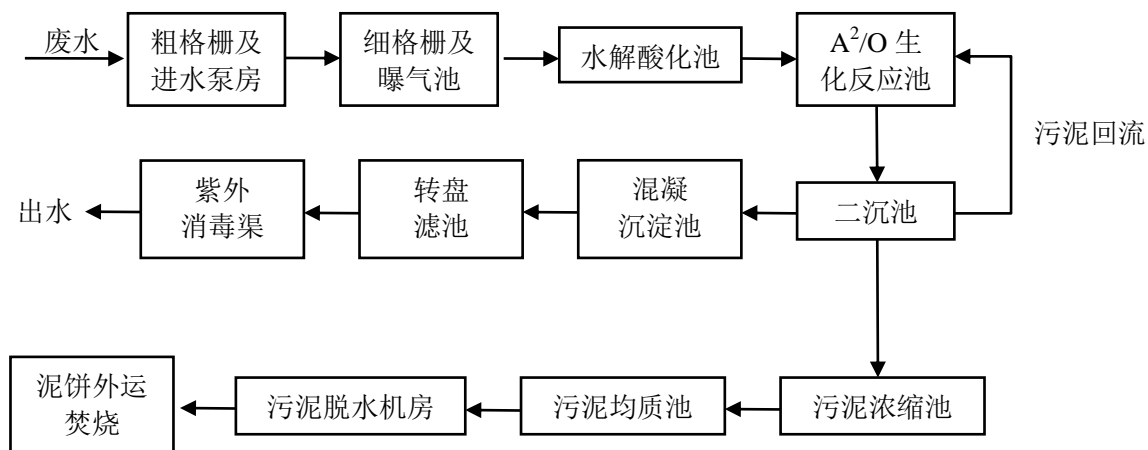 废水
粗格栅及
进水泵房
细格栅及
曝气池
水解酸化池
A²/O 生
化反应池
污泥回流
出水
紫外
消毒渠
转盘
滤池
混凝
沉淀池
二沉池
泥饼外运
焚烧
污泥脱水机房
污泥均质池
污泥浓缩池